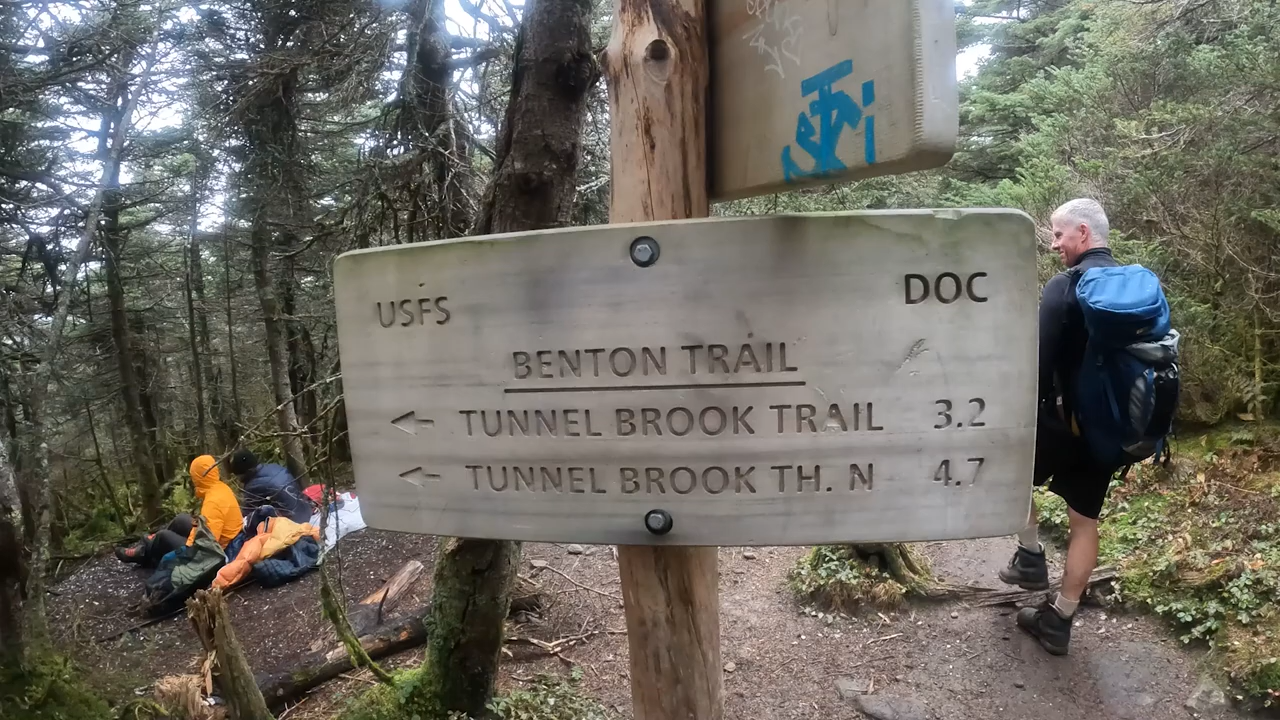 USFS DOC
BENTON TRAIL
← TUNNEL BROOK TRAIL 3.2
← TUNNEL BROOK TH. N 4.7